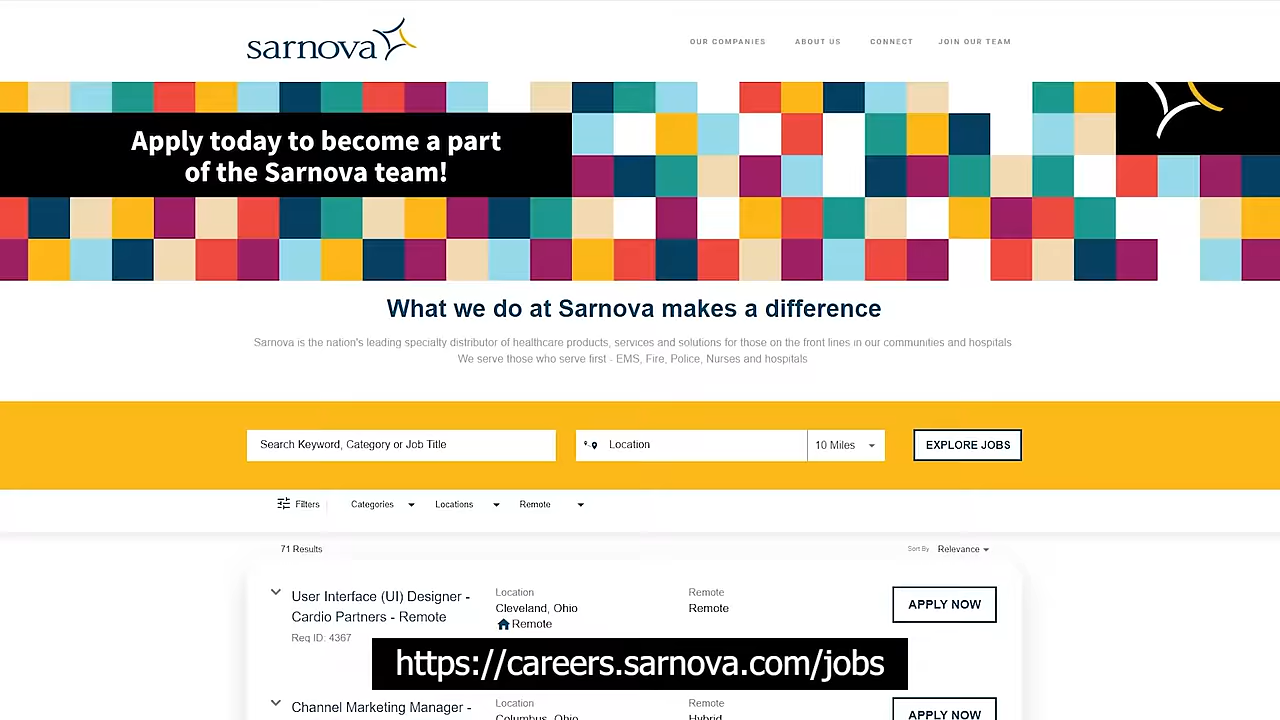 sarnova
OUR COMPANIES ABOUT US CONNECT JOIN OUR TEAM
Apply today to become a part
of the Sarnova team!
What we do at Sarnova makes a difference
Sarnova is the nation's leading specialty distributor of healthcare products, services and solutions for those on the front lines in our communities and hospitals
We serve those who serve first - EMS, Fire, Police, Nurses and hospitals
Search Keyword, Category or Job Title Location 10 Miles EXPLORE JOBS
Filters Categories Locations Remote
71 Results Sort By Relevance
User Interface (UI) Designer -
Cardio Partners - Remote
Req ID: 4367
Location
Cleveland, Ohio
Remote
Remote
Remote
APPLY NOW
https://careers.sarnova.com/jobs
Channel Marketing Manager -
Location
Columbus, Ohio
Remote
Hybrid
APPLY NOW